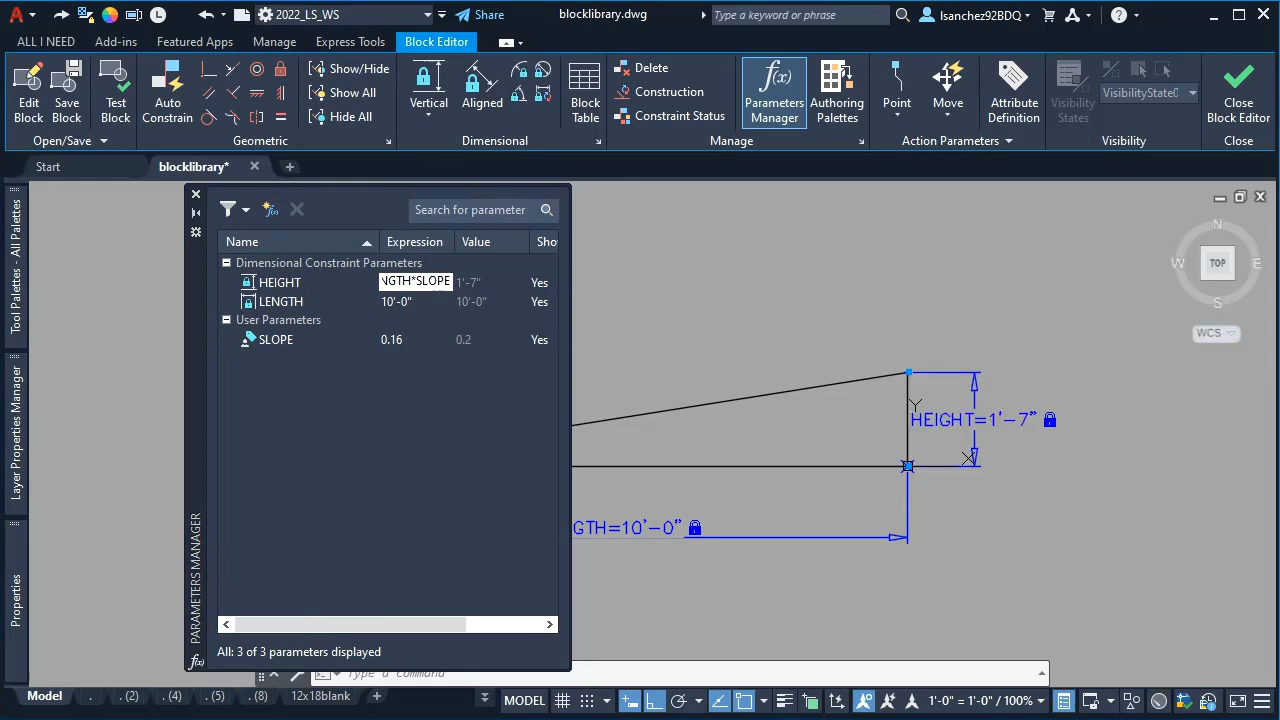 2022_LS_WS
Share
blocklibrary.dwg
Type a keyword or phrase
lsanchez92BDQ
ALL I NEED
Add-ins
Featured Apps
Manage
Express Tools
Block Editor
Edit Block
Save Block
Test Block
Auto Constrain
Show/Hide
Show All
Hide All
Vertical
Aligned
Block Table
Delete
Construction
Constraint Status
Parameters Manager
Authoring Palettes
Point
Move
Attribute Definition
Visibility States
VisibilityState0
Close Block Editor
Open/Save
Geometric
Dimensional
Manage
Action Parameters
Visibility
Close
Start
blocklibrary*
Tool Palettes - All Palettes
Layer Properties Manager
Properties
PARAMETERS MANAGER
Search for parameter
Name Expression Value Sho
Dimensional Constraint Parameters
HEIGHT NGTH*SLOPE 1'-7" Yes
LENGTH 10'-0" 10'-0" Yes
User Parameters
SLOPE 0.16 0.2 Yes
All: 3 of 3 parameters displayed
N
W TOP E
S
WCS
Y
HEIGHT=1'-7"
X
GTH=10'-0"
Type a command
Model . . (2) . (4) . (5) . (8) 12x18blank
MODEL
1'-0" = 1'-0" / 100%